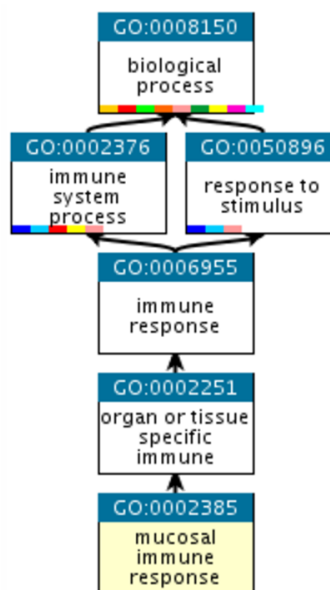 GO:0008150
biological
process
GO:0002376
immune
system
process
GO:0050896
response to
stimulus
GO:0006955
immune
response
GO:0002251
organ or tissue
specific
immune
GO:0002385
mucosal
immune
response